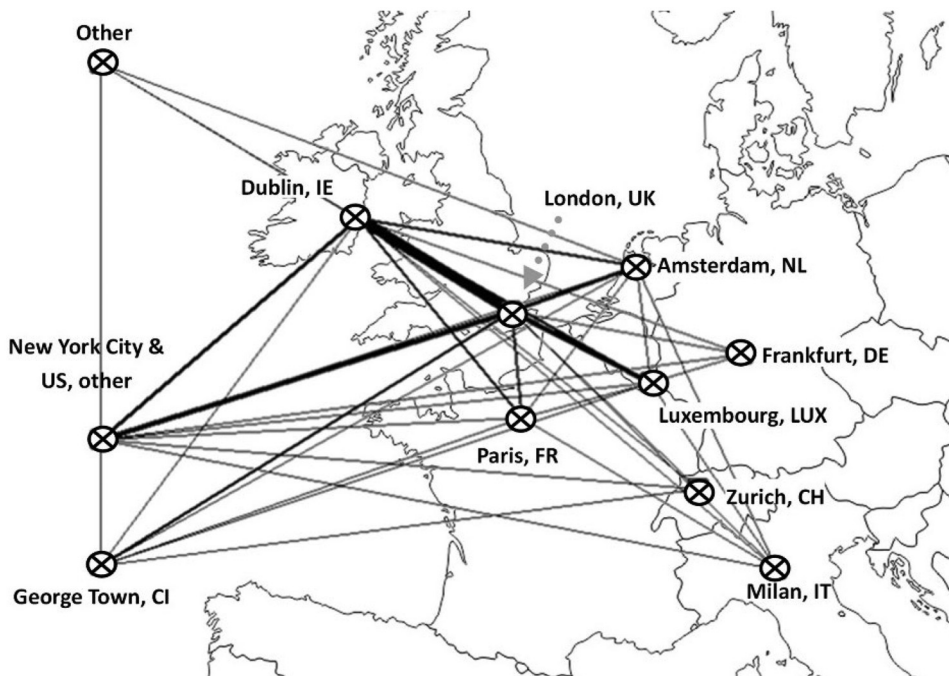 Other
Dublin, IE
London, UK
Amsterdam, NL
New York City &
US, other
Frankfurt, DE
Luxembourg, LUX
Paris, FR
Zurich, CH
George Town, CI
Milan, IT